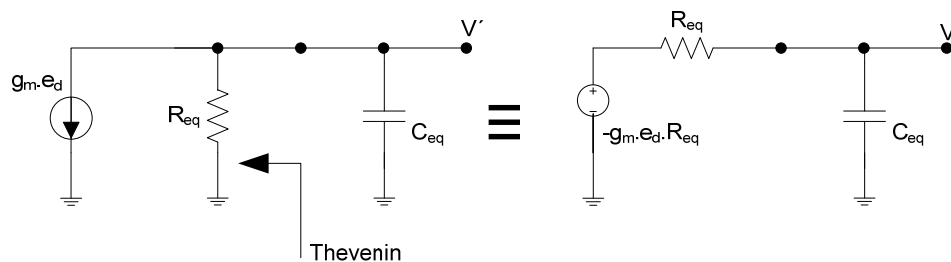 V´
gm.ed
Req
Ceq
Thevenin
≡
Req
+
-
-gm.ed.Req
V
Ceq